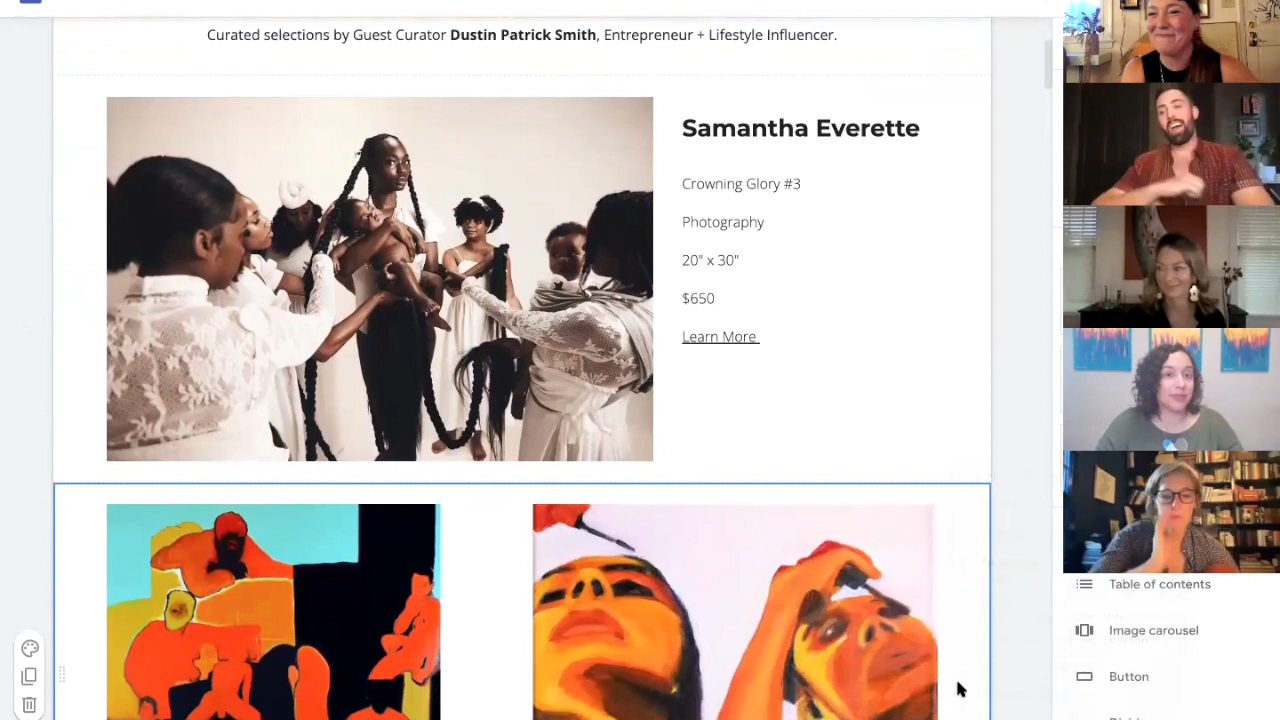 Curated selections by Guest Curator Dustin Patrick Smith, Entrepreneur + Lifestyle Influencer.
Samantha Everette
Crowning Glory #3
Photography
20" x 30"
$650
Learn More
Table of contents
Image carousel
Button